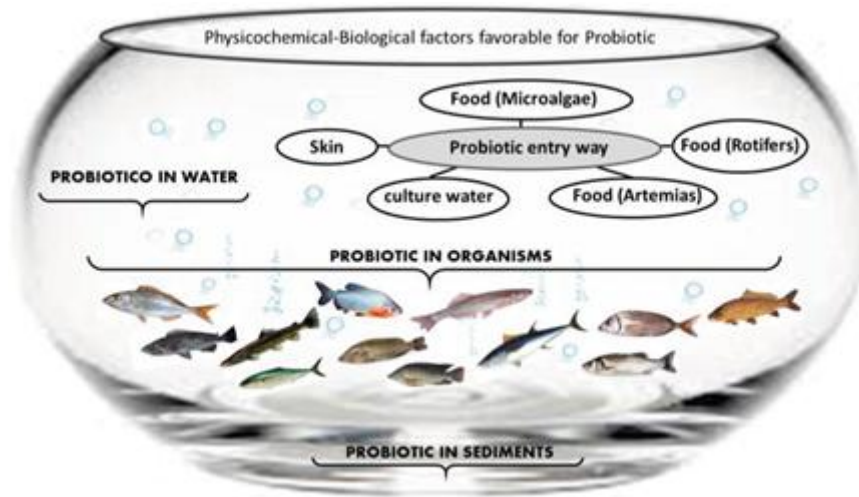 Physicochemical-Biological factors favorable for Probiotic
Food (Microalgae)
Skin
Probiotic entry way
Food (Rotifers)
culture water
Food (Artemias)
PROBIOTICO IN WATER
PROBIOTIC IN ORGANISMS
PROBIOTIC IN SEDIMENTS